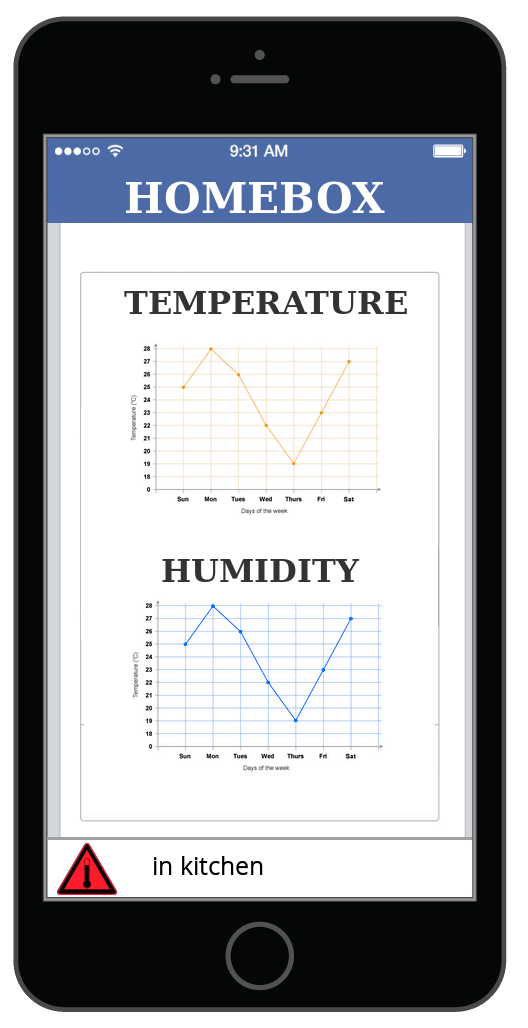 9:31 AM
HOMEBOX
TEMPERATURE
28
27
26
25
24
23
22
21
20
19
18
0
Temperature (°C)
Sun Mon Tues Wed Thurs Fri Sat
Days of the week
HUMIDITY
28
27
26
25
24
23
22
21
20
19
18
0
Temperature (°C)
Sun Mon Tues Wed Thurs Fri Sat
Days of the week
in kitchen